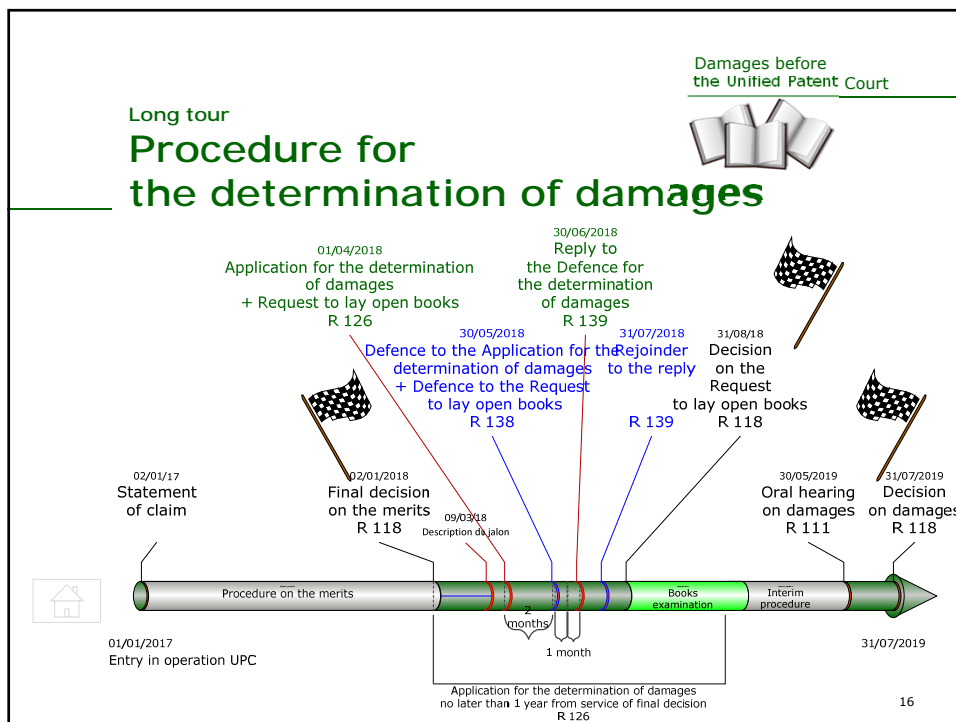 Damages before
the Unified Patent Court
Long tour
Procedure for
the determination of damages
01/04/2018
Application for the determination
of damages
+ Request to lay open books
R 126
30/06/2018
Reply to
the Defence for
the determination
of damages
R 139
30/05/2018
Defence to the Application for the
determination of damages
+ Defence to the Request
to lay open books
R 138
31/07/2018
Rejoinder
to the reply
R 139
31/08/18
Decision
on the
Request
to lay open books
R 118
02/01/17
Statement
of claim
02/01/2018
Final decision
on the merits
R 118
09/03/18
Description du jalon
30/05/2019
Oral hearing
on damages
R 111
31/07/2019
Decision
on damages
R 118
Procedure on the merits
Books
examination
Interim
procedure
2
months
1 month
01/01/2017
Entry in operation UPC
31/07/2019
Application for the determination of damages
no later than 1 year from service of final decision
R 126
16